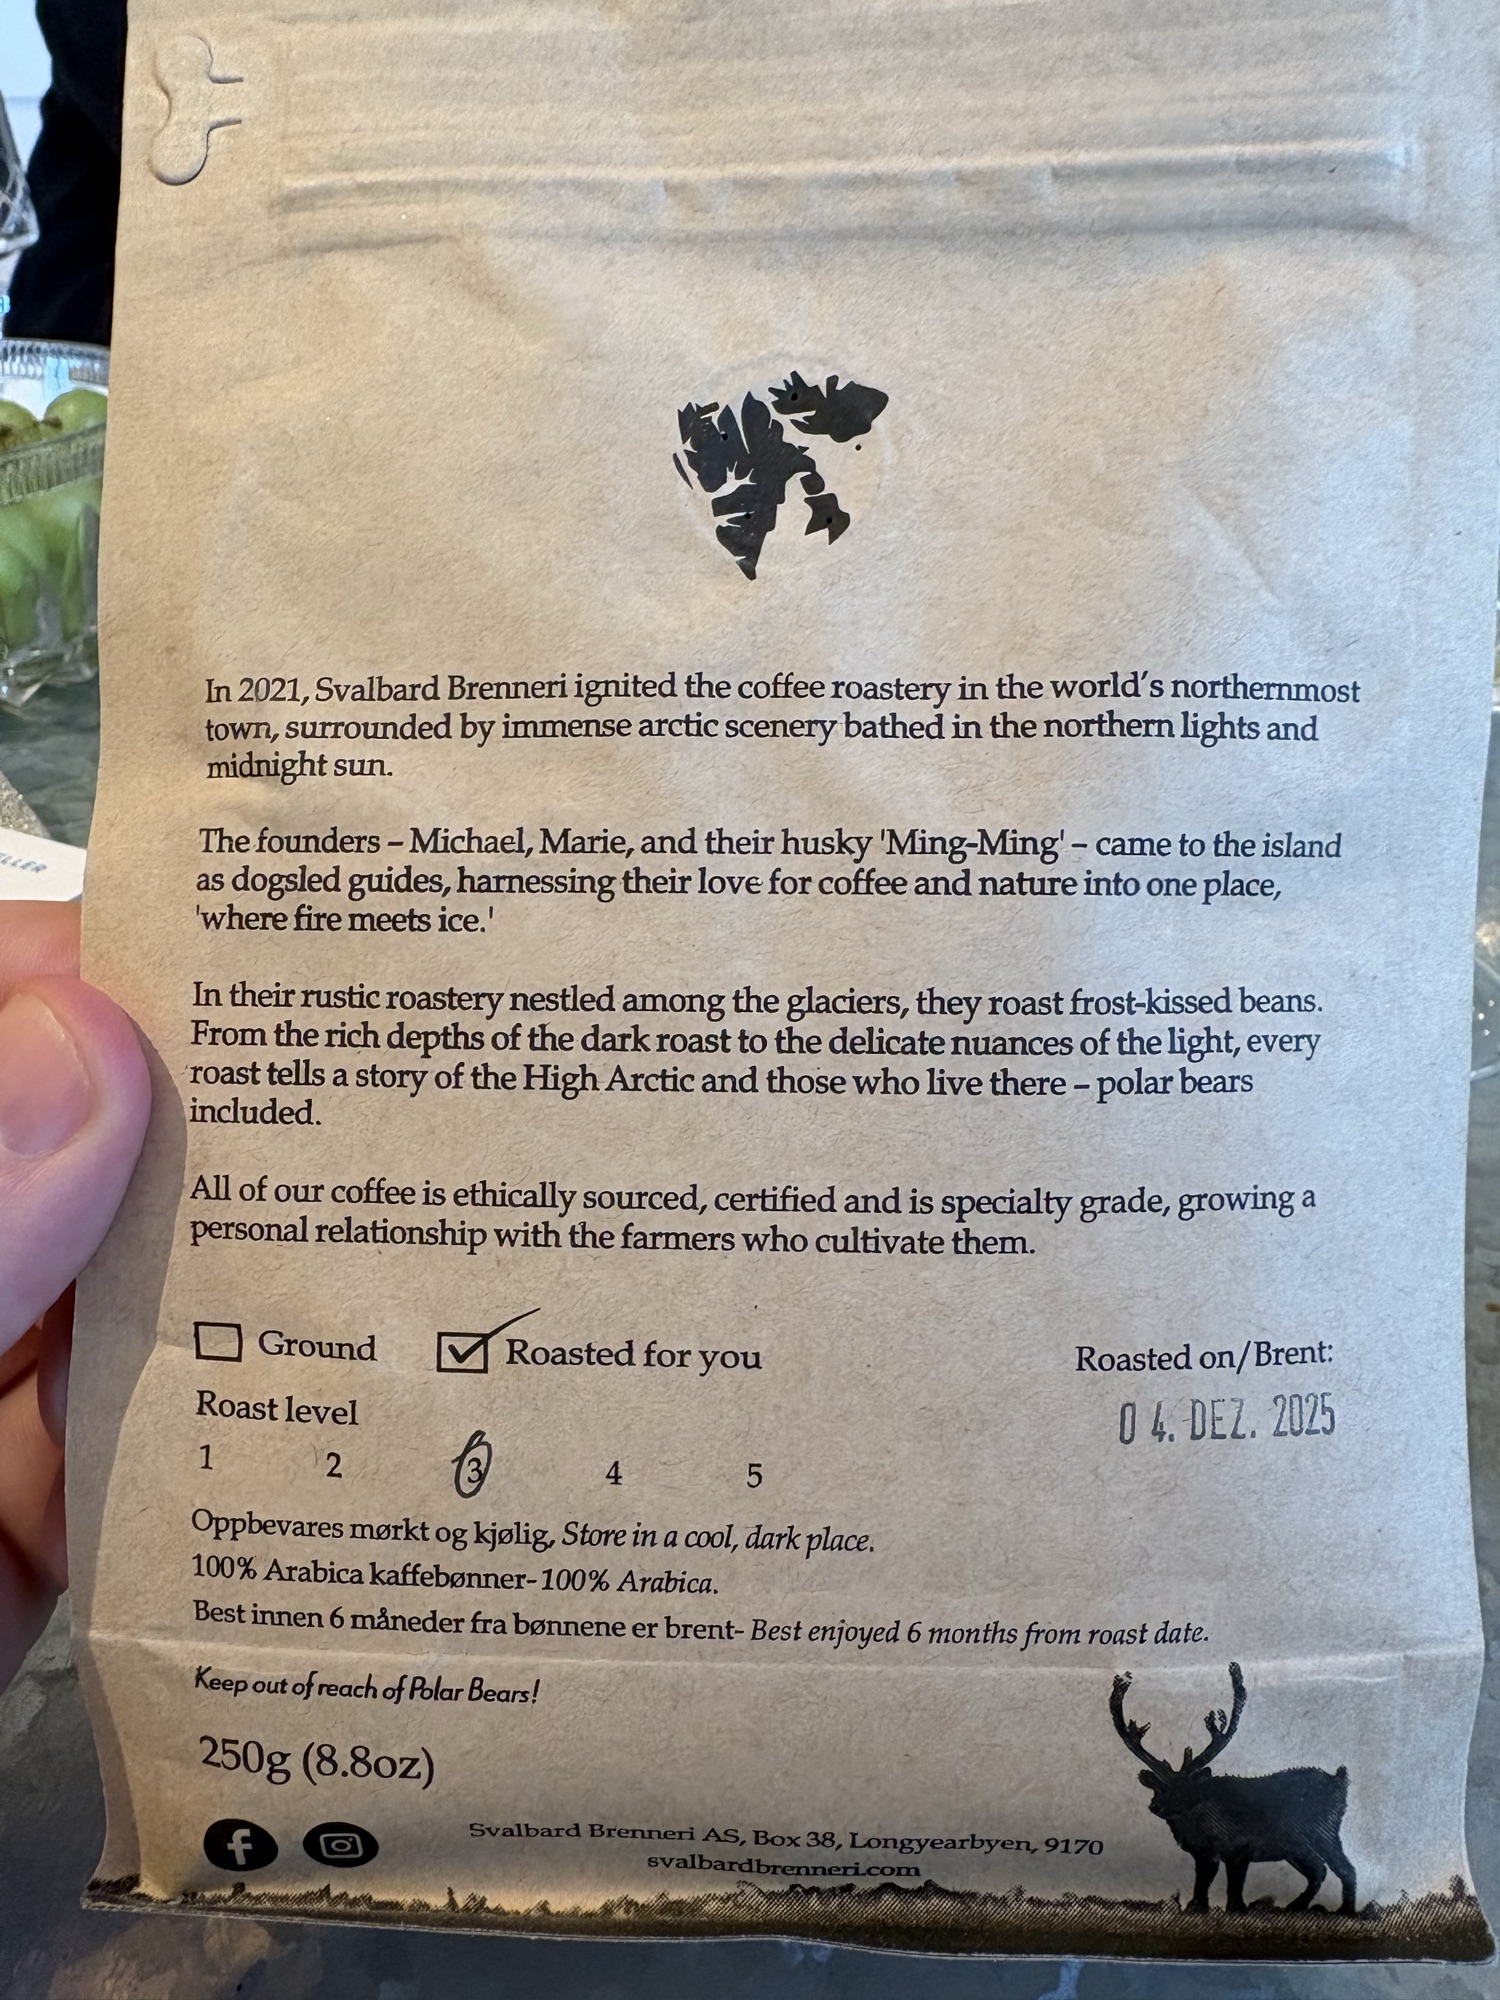 In 2021, Svalbard Brenneri ignited the coffee roastery in the world's northernmost
town, surrounded by immense arctic scenery bathed in the northern lights and
midnight sun.
The founders – Michael, Marie, and their husky 'Ming-Ming' – came to the island
as dogsled guides, harnessing their love for coffee and nature into one place,
'where fire meets ice.'
In their rustic roastery nestled among the glaciers, they roast frost-kissed beans.
From the rich depths of the dark roast to the delicate nuances of the light, every
roast tells a story of the High Arctic and those who live there – polar bears
included.
All of our coffee is ethically sourced, certified and is specialty grade, growing a
personal relationship with the farmers who cultivate them.
Ground Roasted for you
Roasted on/Brent:
04. DEZ. 2025
Roast level
1 2 3 4 5
Oppbevares mørkt og kjølig, Store in a cool, dark place.
100% Arabica kaffebønner- 100% Arabica.
Best innen 6 måneder fra bønnene er brent- Best enjoyed 6 months from roast date.
Keep out of reach of Polar Bears!
250g (8.8oz)
Svalbard Brenneri AS, Box 38, Longyearbyen, 9170
svalbardbrenneri.com